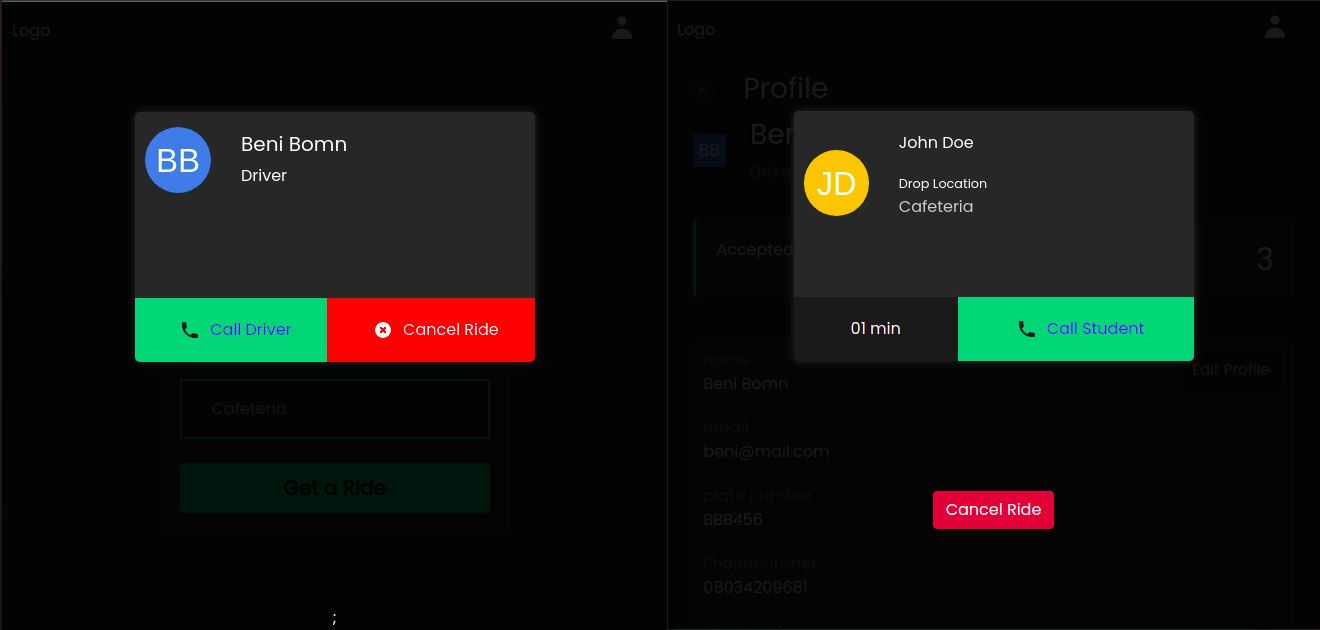 Logo
BB
Beni Bomn
Driver
Call Driver
Cancel Ride
Cafeteria
Get a Ride
;
Logo
Profile
BB
Ber
Driver
John Doe
JD
Drop Location
Cafeteria
Accepted
3
01 min
Call Student
name
Beni Bomn
Edit Profile
email
beni@mail.com
plate number
BBB456
Cancel Ride
Phonenumber
08034209681